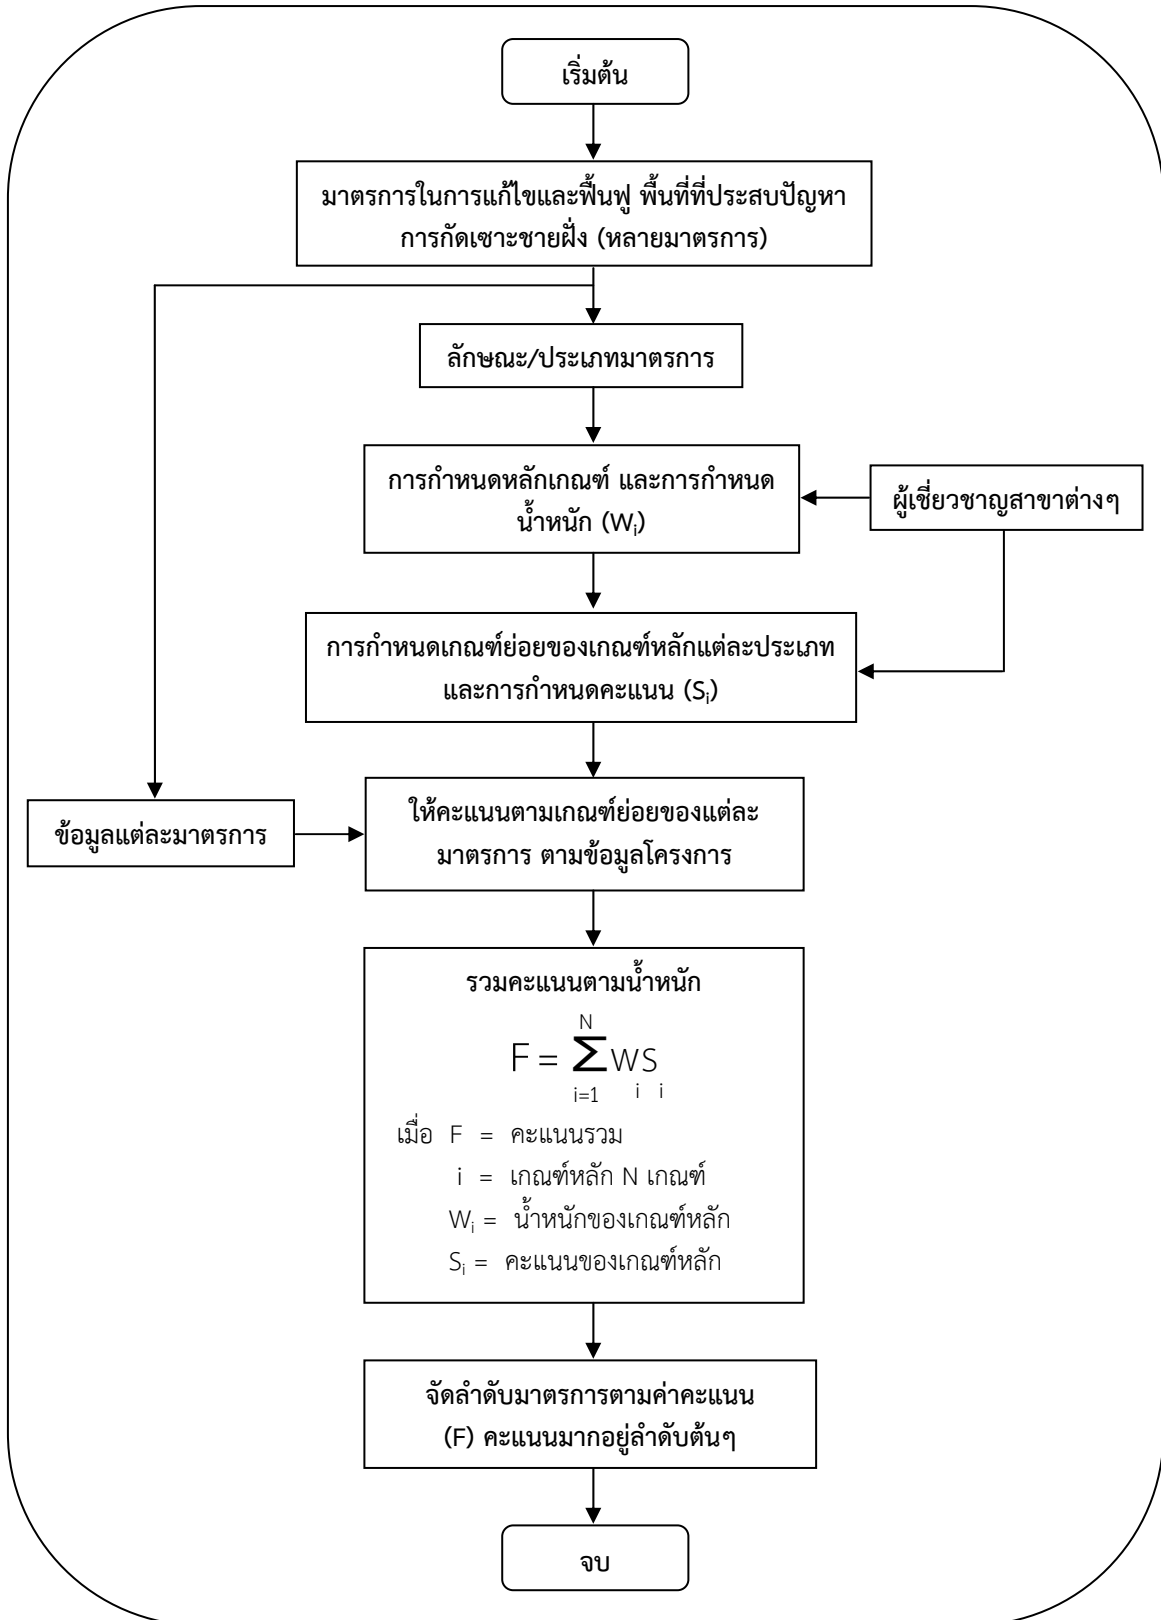 เริ่มต้น
มาตรการในการแก้ไขและฟื้นฟู พื้นที่ที่ประสบปัญหา
การกัดเซาะชายฝั่ง (หลายมาตรการ)
ลักษณะ/ประเภทมาตรการ
การกำหนดหลักเกณฑ์ และการกำหนด
น้ำหนัก (Wi)
ผู้เชี่ยวชาญสาขาต่างๆ
การกำหนดเกณฑ์ย่อยของเกณฑ์หลักแต่ละประเภท
และการกำหนดคะแนน (Si)
ข้อมูลแต่ละมาตรการ
ให้คะแนนตามเกณฑ์ย่อยของแต่ละ
มาตรการ ตามข้อมูลโครงการ
รวมคะแนนตามน้ำหนัก
N
F = ∑ W S
i=1 i i
เมื่อ F = คะแนนรวม
i = เกณฑ์หลัก N เกณฑ์
Wi = น้ำหนักของเกณฑ์หลัก
Si = คะแนนของเกณฑ์หลัก
จัดลำดับมาตรการตามค่าคะแนน
(F) คะแนนมากอยู่ลำดับต้นๆ
จบ